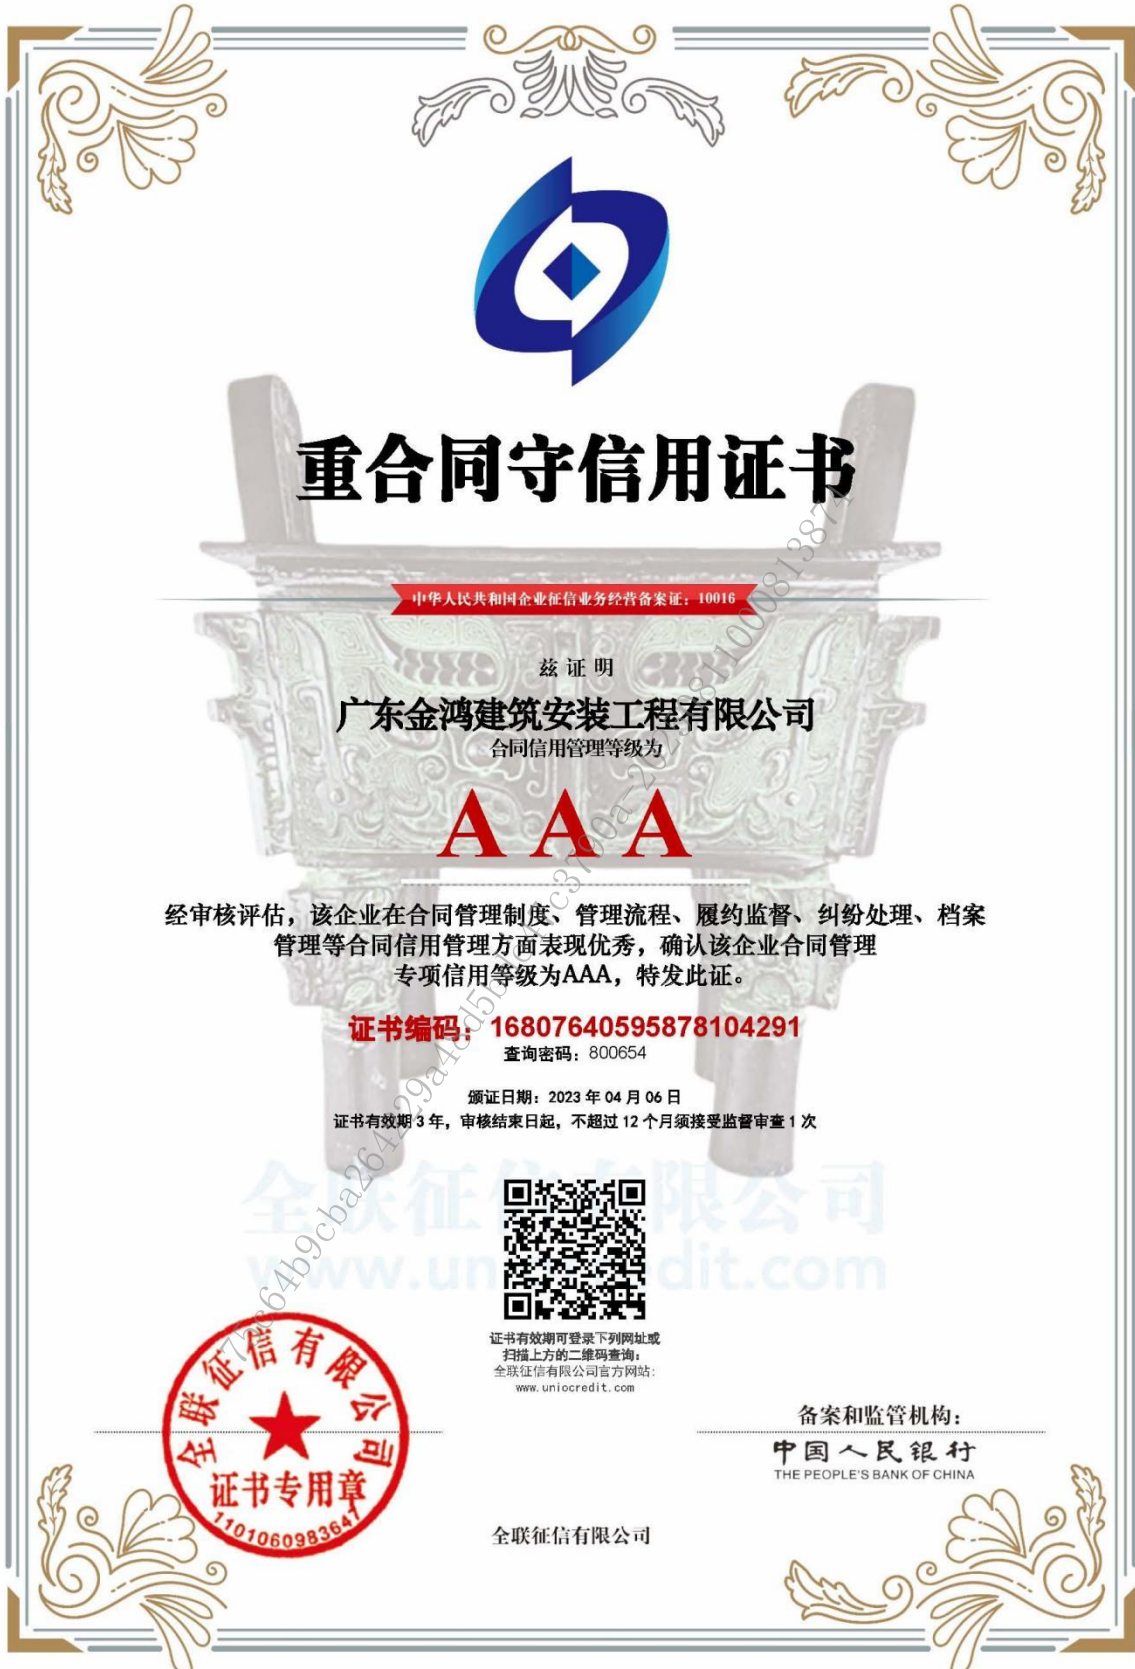 重合同守信用证书
中华人民共和国企业征信业务经营备案证：10016
兹证明
广东金鸿建筑安装工程有限公司
合同信用管理等级为
AAA
经审核评估，该企业在合同管理制度、管理流程、履约监督、纠纷处理、档案
管理等合同信用管理方面表现优秀，确认该企业合同管理
专项信用等级为AAA，特发此证。
证书编码：16807640595878104291
查询密码：800654
颁证日期：2023年04月06日
证书有效期3年，审核结束日起，不超过12个月须接受监督审查1次
全联征信有限公司
www.uniocredit.com
证书有效期可登录下列网址或
扫描上方的二维码查询：
全联征信有限公司官方网站：
www.uniocredit.com
全联征信有限公司
证书专用章
1101060983647
备案和监管机构：
中国人民银行
THE PEOPLE'S BANK OF CHINA
全联征信有限公司